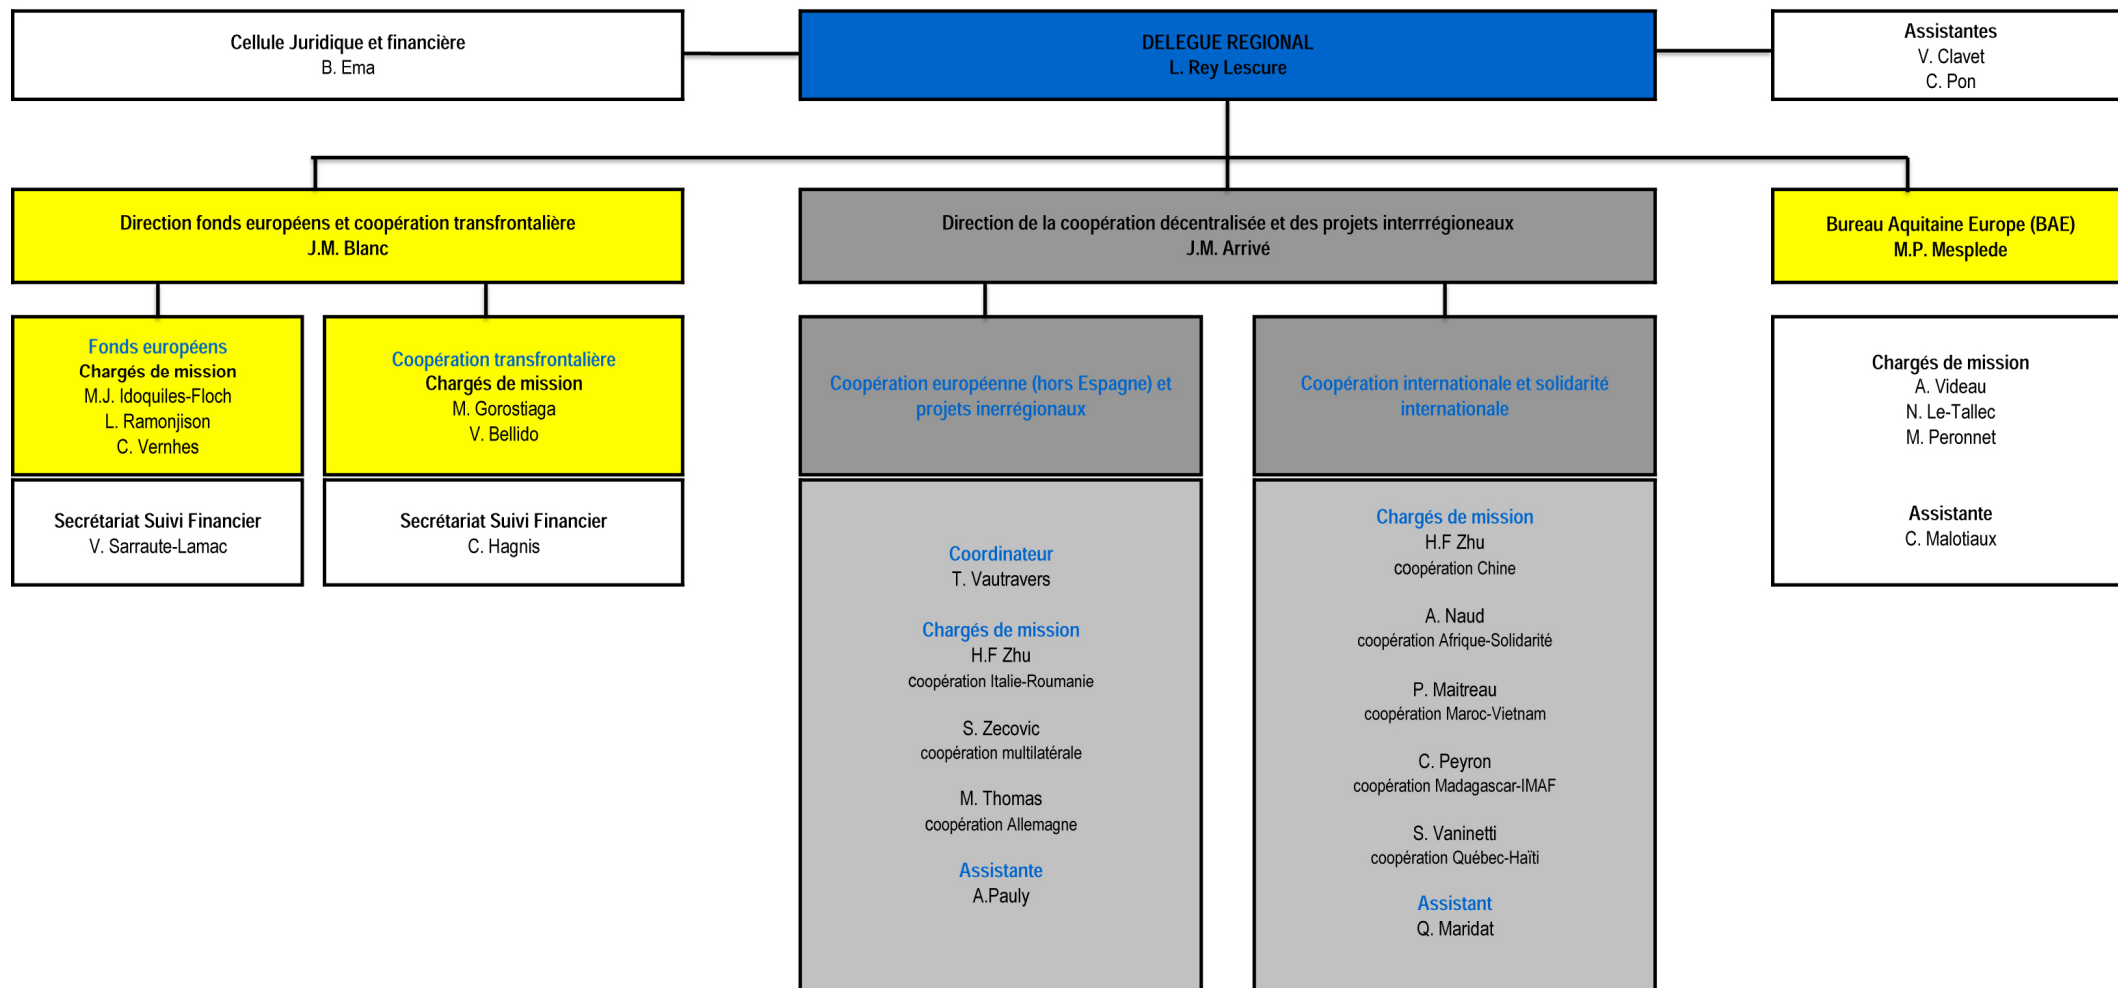 Cellule Juridique et financière
B. Ema
DELEGUE REGIONAL
L. Rey Lescure
Assistantes
V. Clavet
C. Pon
Direction fonds européens et coopération transfrontalière
J.M. Blanc
Direction de la coopération décentralisée et des projets interrrégioneaux
J.M. Arrivé
Bureau Aquitaine Europe (BAE)
M.P. Mesplede
Fonds européens
Chargés de mission
M.J. Idoquiles-Floch
L. Ramonjison
C. Vernhes
Coopération transfrontalière
Chargés de mission
M. Gorostiaga
V. Bellido
Coopération européenne (hors Espagne) et
projets inerrégionaux
Coopération internationale et solidarité
internationale
Chargés de mission
A. Videau
N. Le-Tallec
M. Peronnet
Assistante
C. Malotiaux
Secrétariat Suivi Financier
V. Sarraute-Lamac
Secrétariat Suivi Financier
C. Hagnis
Coordinateur
T. Vautravers
Chargés de mission
H.F Zhu
coopération Italie-Roumanie
S. Zecovic
coopération multilatérale
M. Thomas
coopération Allemagne
Assistante
A.Pauly
Chargés de mission
H.F Zhu
coopération Chine
A. Naud
coopération Afrique-Solidarité
P. Maitreau
coopération Maroc-Vietnam
C. Peyron
coopération Madagascar-IMAF
S. Vaninetti
coopération Québec-Haïti
Assistant
Q. Maridat